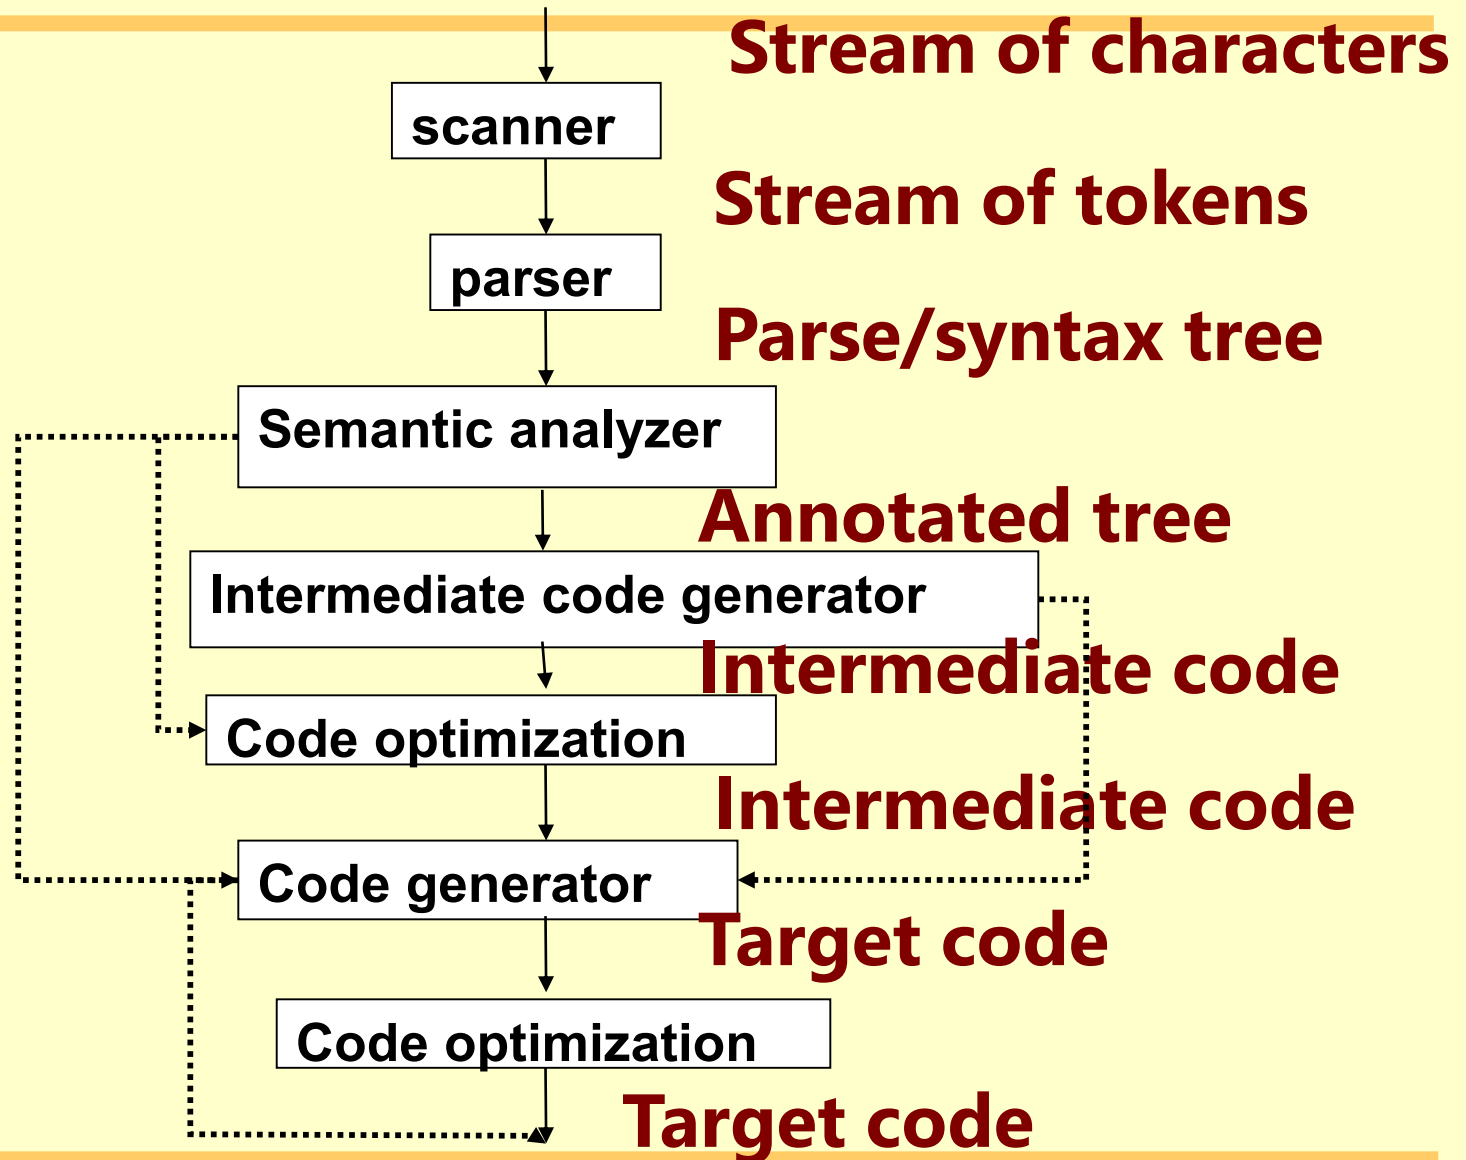 Stream of characters
scanner
Stream of tokens
parser
Parse/syntax tree
Semantic analyzer
Annotated tree
Intermediate code generator
Intermediate code
Code optimization
Intermediate code
Code generator
Target code
Code optimization
Target code